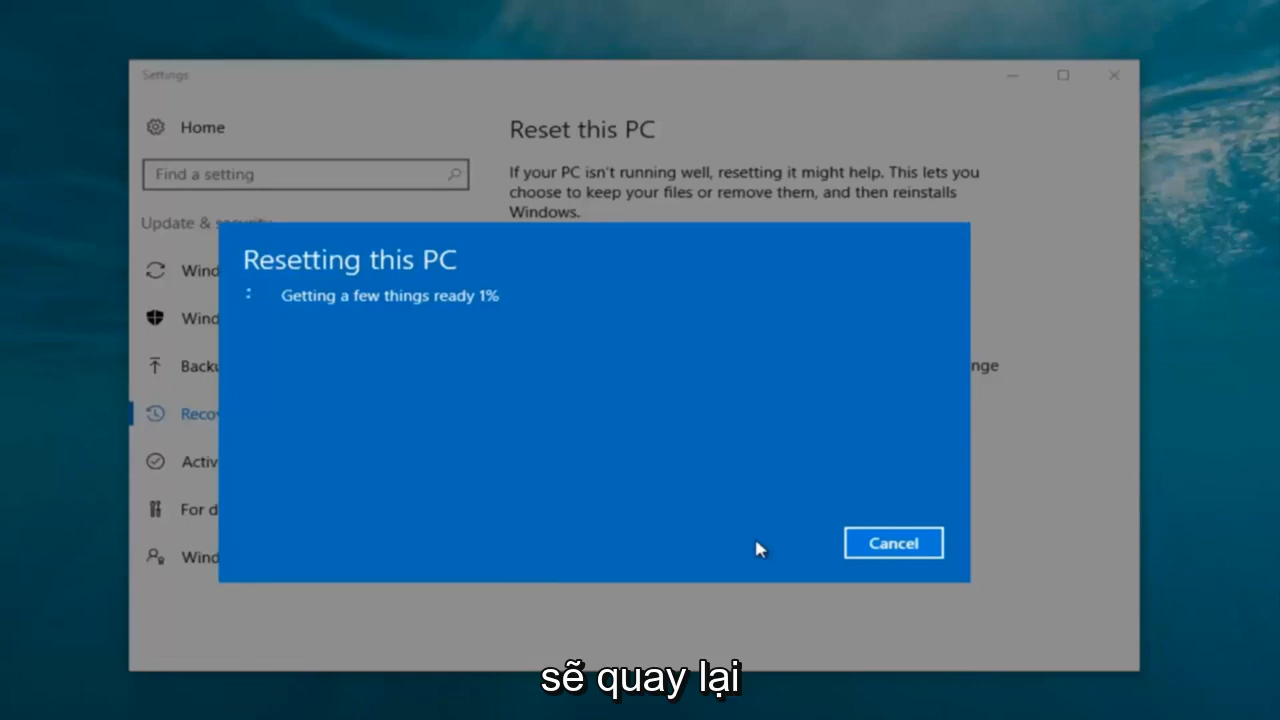 Settings
Home
Reset this PC
Find a setting
If your PC isn't running well, resetting it might help. This lets you
choose to keep your files or remove them, and then reinstalls
Windows.
Update & security
Resetting this PC
Getting a few things ready 1%
Wind
Wind
Backu
nge
Recov
Activ
For d
Wind
Cancel
sẽ quay lại